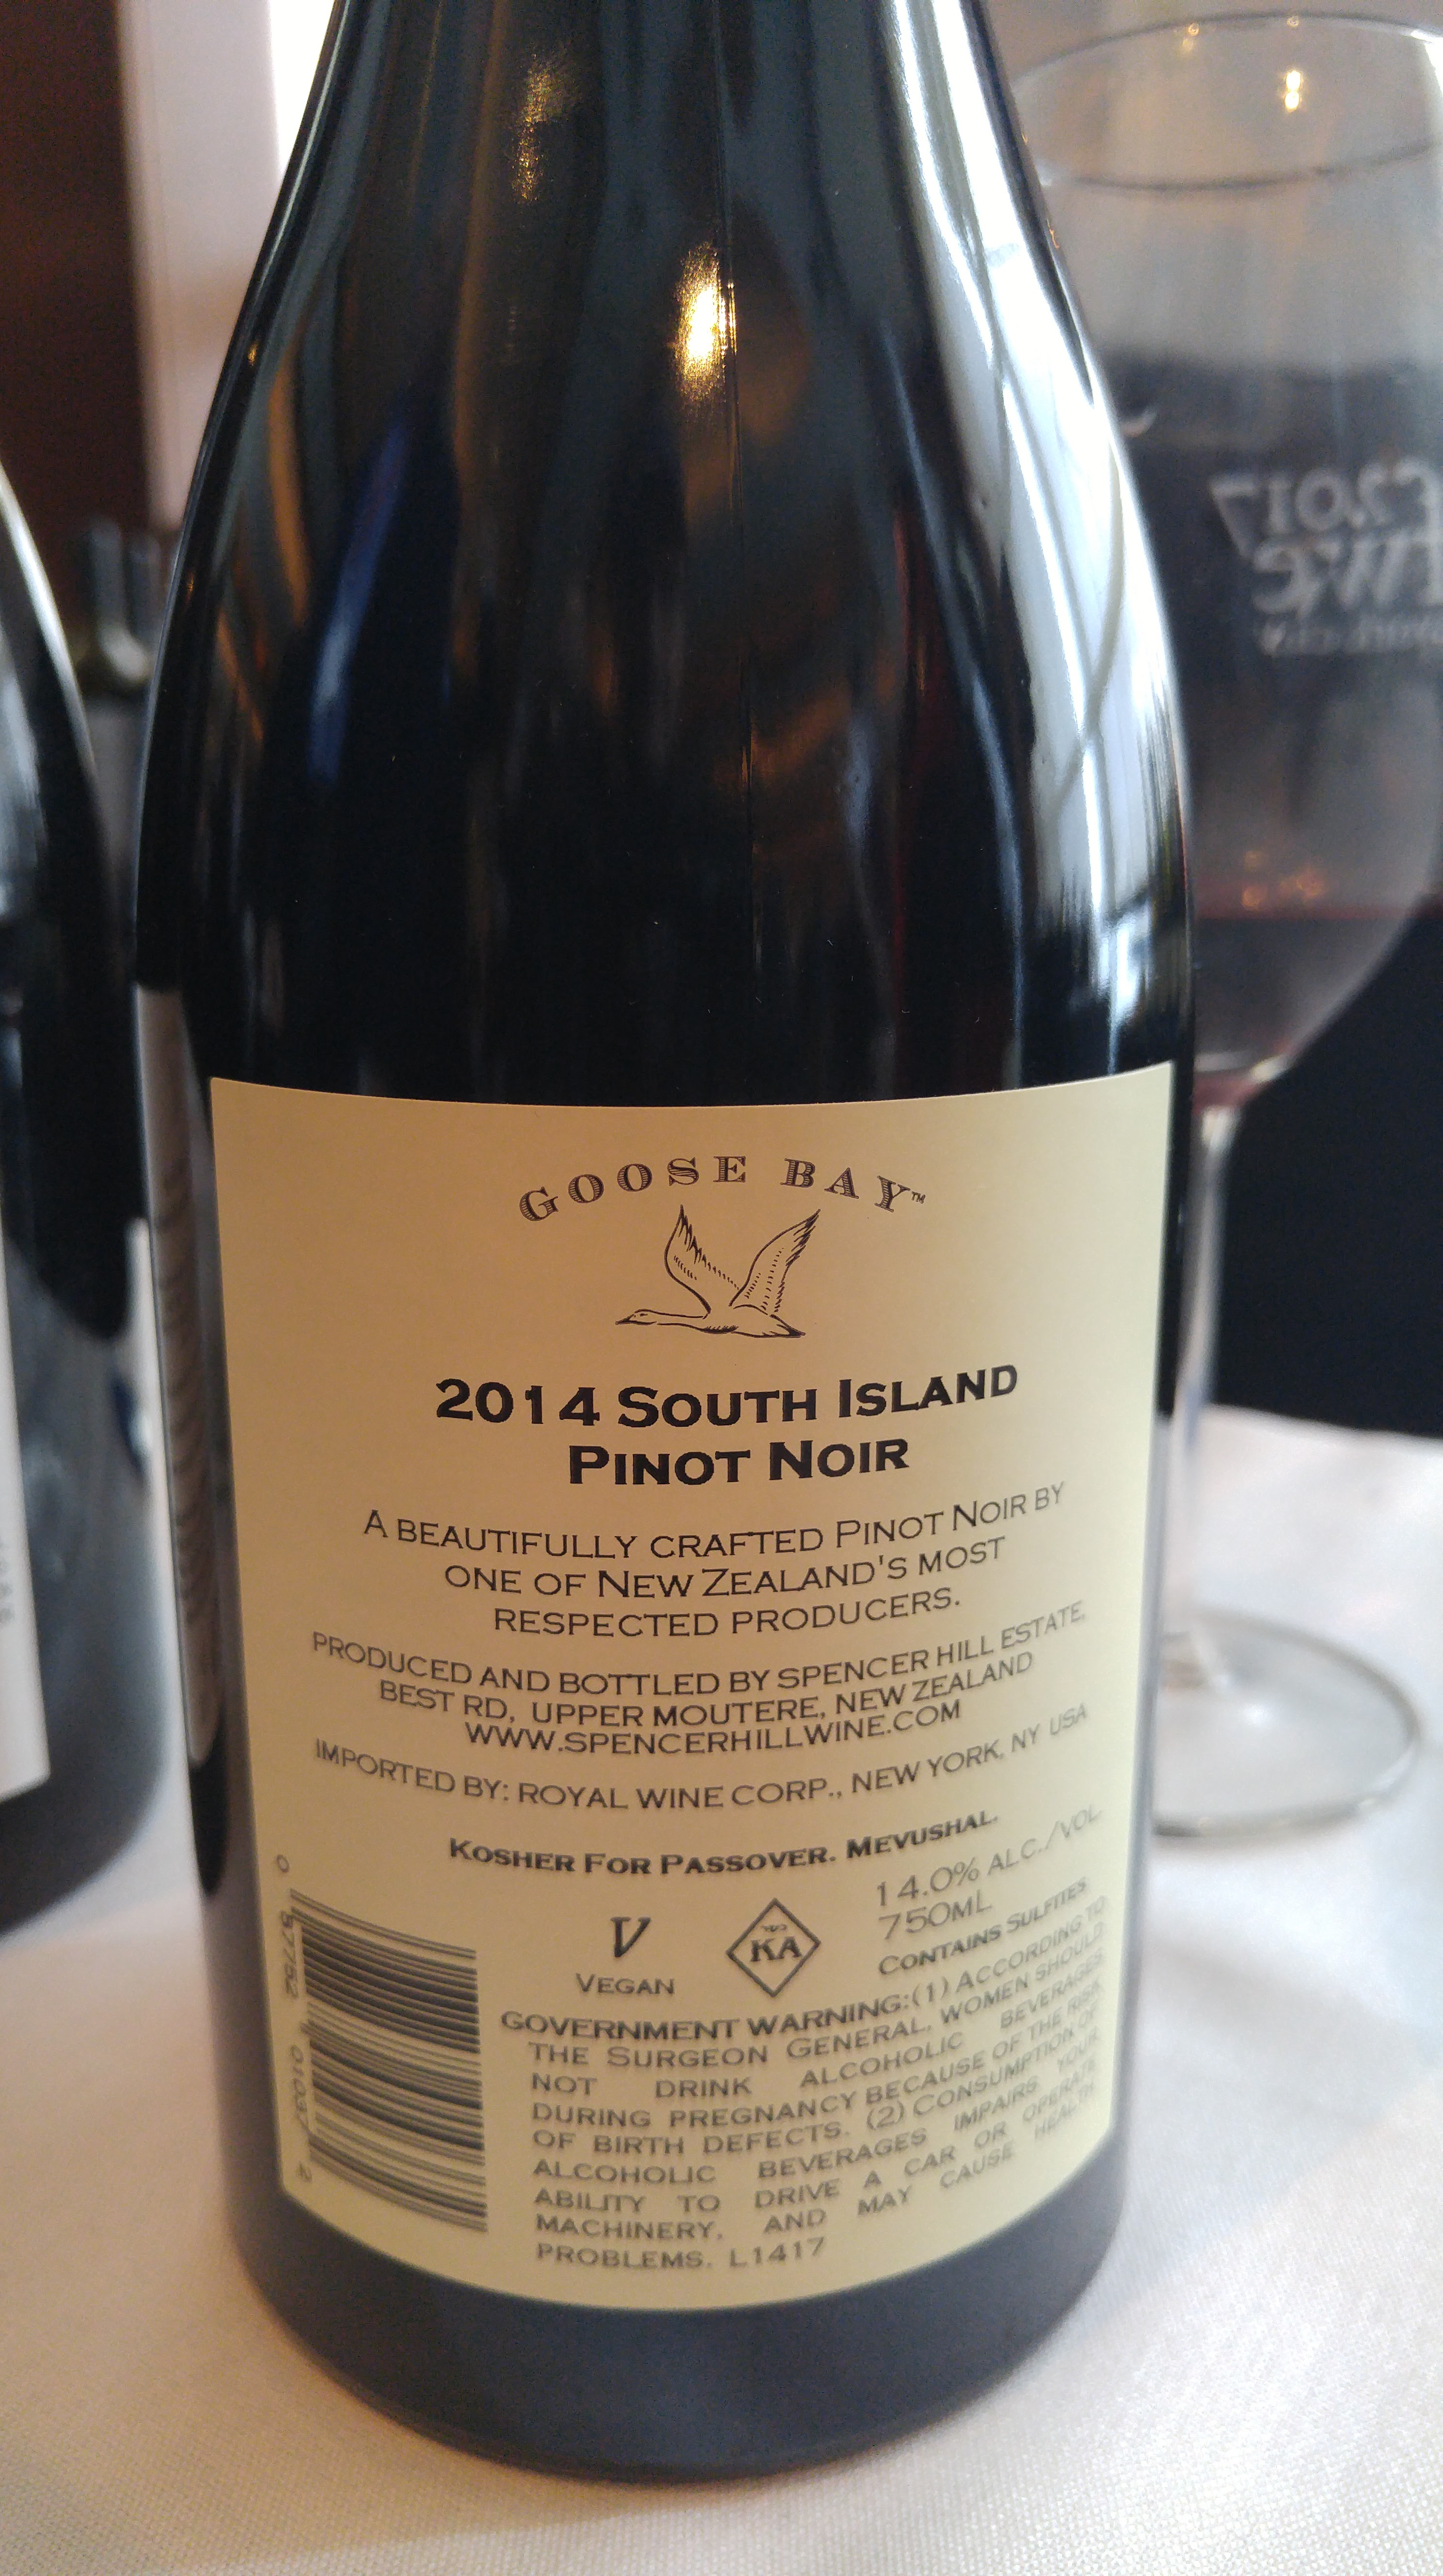 GOOSE BAY™
2014 SOUTH ISLAND
PINOT NOIR
A BEAUTIFULLY CRAFTED PINOT NOIR BY
ONE OF NEW ZEALAND'S MOST
RESPECTED PRODUCERS.
PRODUCED AND BOTTLED BY SPENCER HILL ESTATE,
BEST RD, UPPER MOUTERE, NEW ZEALAND
WWW.SPENCERHILLWINE.COM
IMPORTED BY: ROYAL WINE CORP., NEW YORK, NY USA
KOSHER FOR PASSOVER. MEVUSHAL.
14.0% ALC./VOL
750ML
CONTAINS SULFITES
V
VEGAN
KA
GOVERNMENT WARNING:(1) ACCORDING TO
THE SURGEON GENERAL, WOMEN SHOULD
NOT DRINK ALCOHOLIC BEVERAGES
DURING PREGNANCY BECAUSE OF THE RISK
OF BIRTH DEFECTS. (2) CONSUMPTION OF
ALCOHOLIC BEVERAGES IMPAIRS YOUR
ABILITY TO DRIVE A CAR OR OPERATE
MACHINERY, AND MAY CAUSE HEALTH
PROBLEMS. L1417
0 87752 01037 2
2017